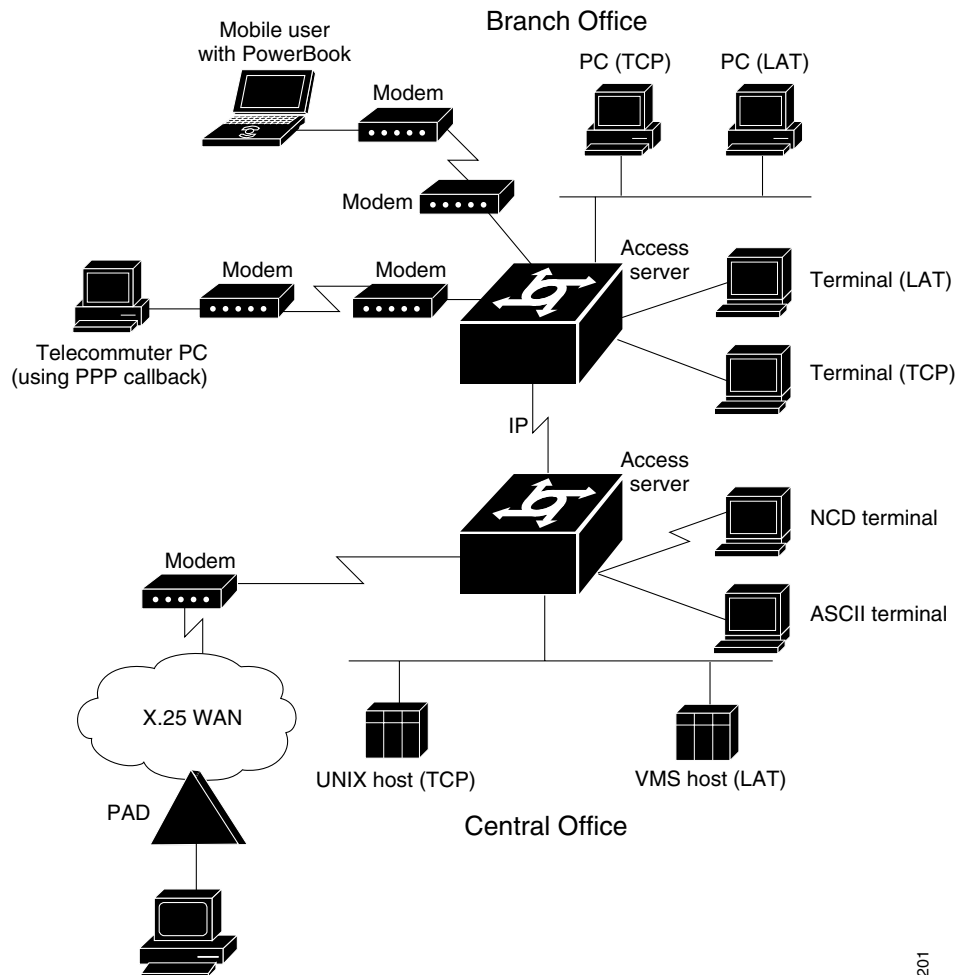 Branch Office
Mobile user
with PowerBook
PC (TCP)
PC (LAT)
Modem
Modem
Access
server
Modem
Modem
Terminal (LAT)
Telecommuter PC
(using PPP callback)
Terminal (TCP)
IP
Access
server
NCD terminal
Modem
ASCII terminal
X.25 WAN
UNIX host (TCP)
VMS host (LAT)
PAD
Central Office
201